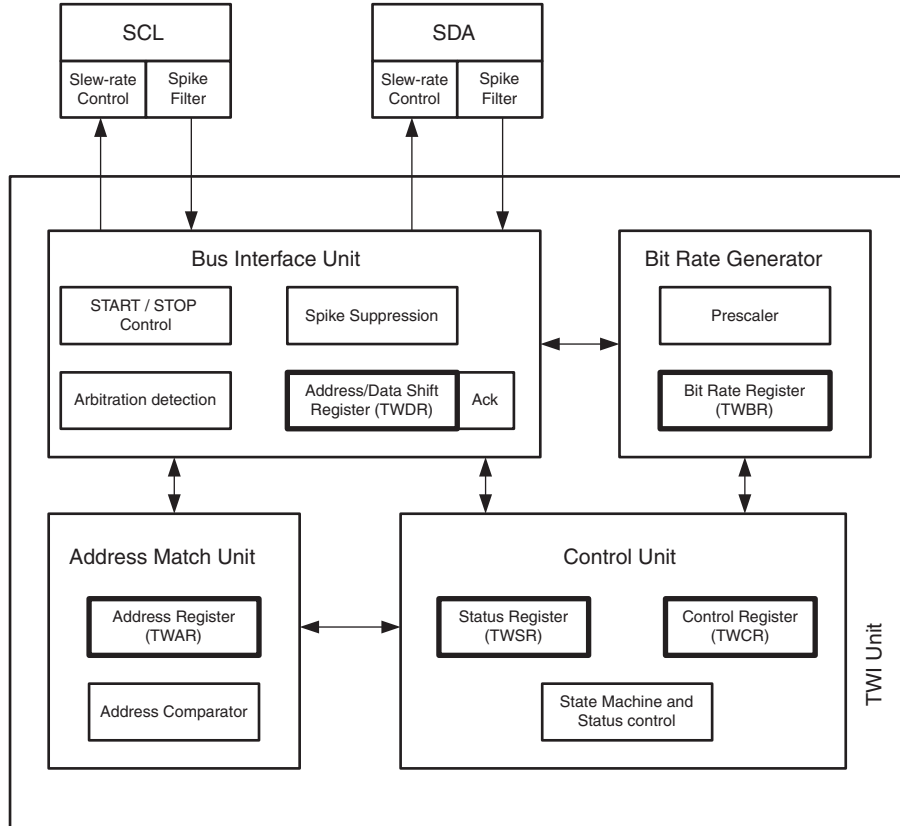 SCL
Slew-rate
Control
Spike
Filter
SDA
Slew-rate
Control
Spike
Filter
Bus Interface Unit
START / STOP
Control
Spike Suppression
Arbitration detection
Address/Data Shift
Register (TWDR)
Ack
Bit Rate Generator
Prescaler
Bit Rate Register
(TWBR)
Address Match Unit
Address Register
(TWAR)
Address Comparator
Control Unit
Status Register
(TWSR)
Control Register
(TWCR)
State Machine and
Status control
TWI Unit